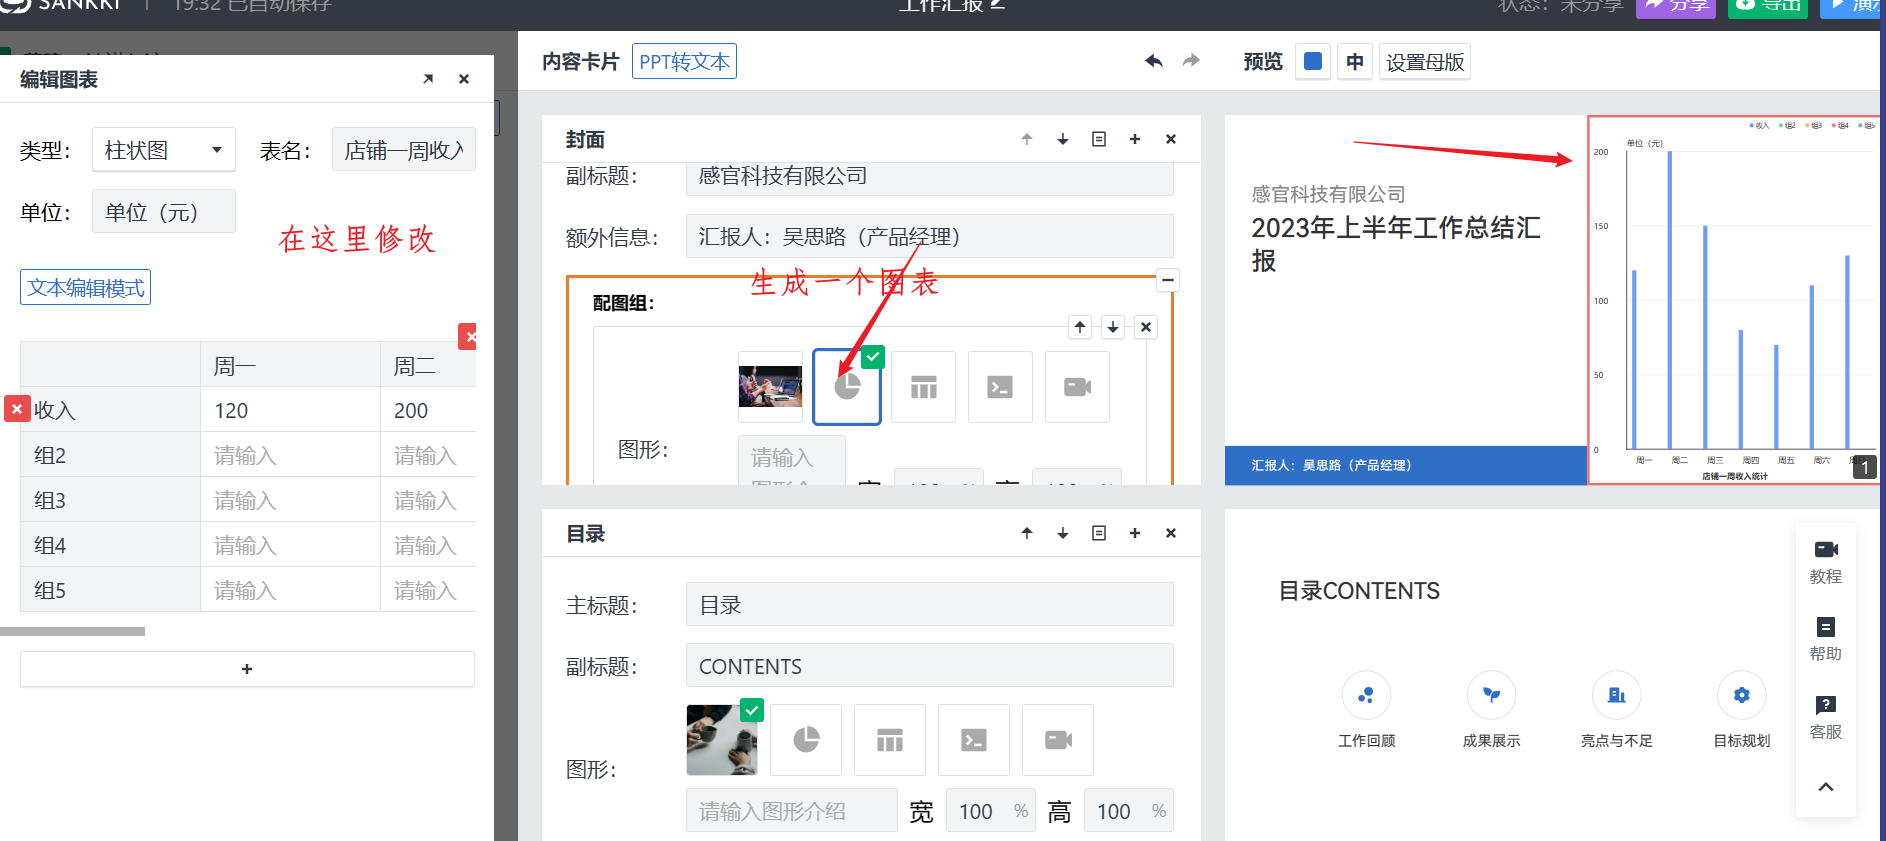 SANKKI
19:32 已自动保存
工作汇报
状态：未分享
分享
导出
编辑图表
类型：
柱状图
表名：
店铺一周收入
单位：
单位（元）
在这里修改
文本编辑模式
周一
周二
收入
120
200
组2
请输入
请输入
组3
请输入
请输入
组4
请输入
请输入
组5
请输入
请输入
+
内容卡片
PPT转文本
预览
中
设置母版
封面
副标题：
感官科技有限公司
额外信息：
汇报人：吴思路（产品经理）
生成一个图表
配图组：
图形：
请输入
目录
主标题：
目录
副标题：
CONTENTS
图形：
请输入图形介绍
宽
100
%
高
100
%
感官科技有限公司
2023年上半年工作总结汇
报
汇报人：吴思路（产品经理）
收入
组2
组3
组4
组5
单位（元）
200
150
100
50
0
周一
周二
周三
周四
周五
周六
店铺一周收入统计
1
目录CONTENTS
工作回顾
成果展示
亮点与不足
目标规划
教程
帮助
客服